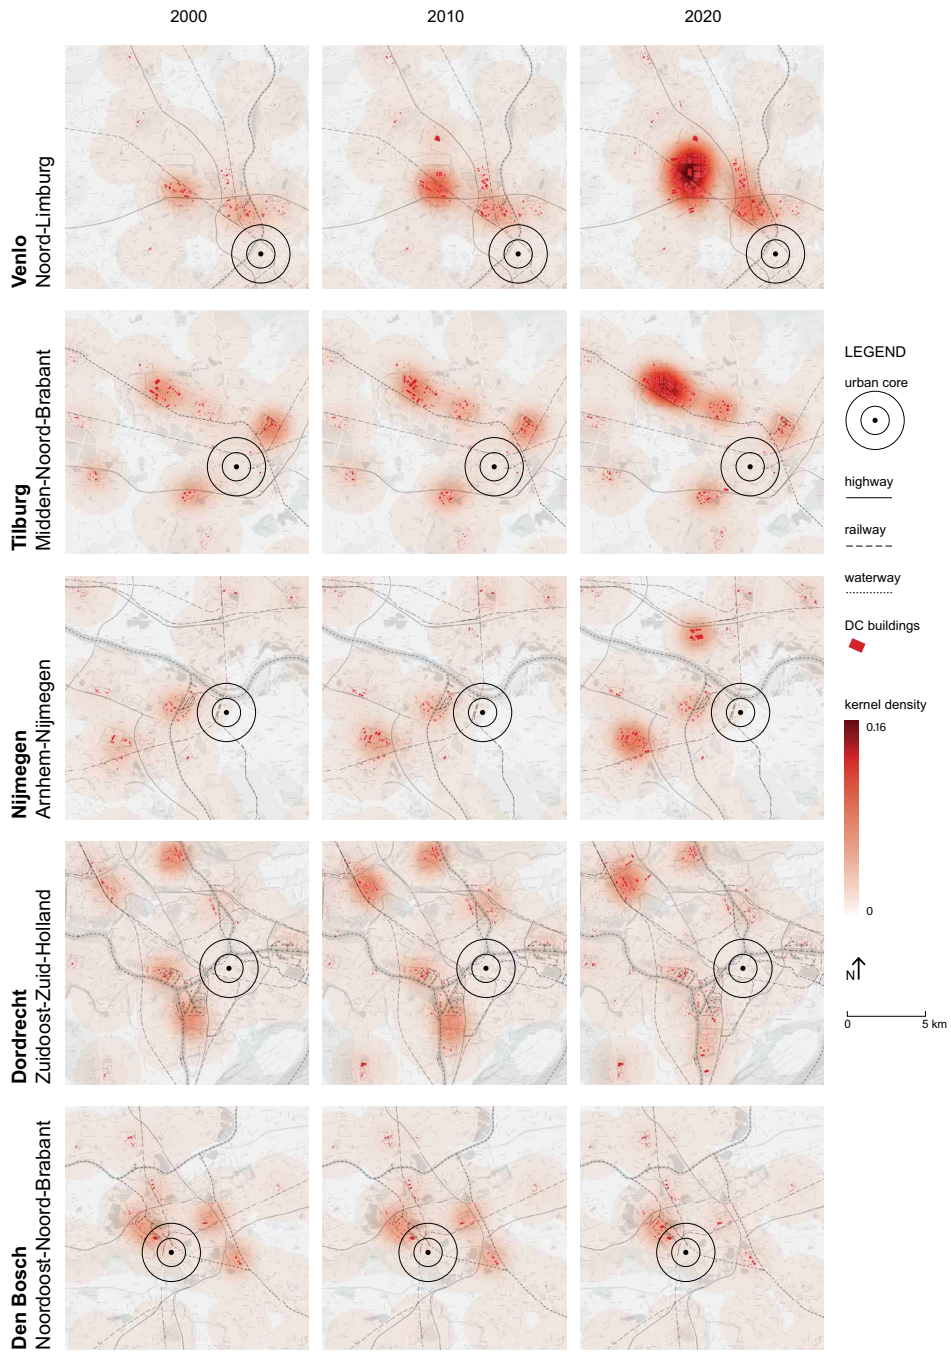 2000
2010
2020
Venlo
Noord-Limburg
Tilburg
Midden-Noord-Brabant
Nijmegen
Arnhem-Nijmegen
Dordrecht
Zuidoost-Zuid-Holland
Den Bosch
Noordoost-Noord-Brabant
LEGEND
urban core
highway
railway
waterway
DC buildings
kernel density
0.16
0
N
0 5 km